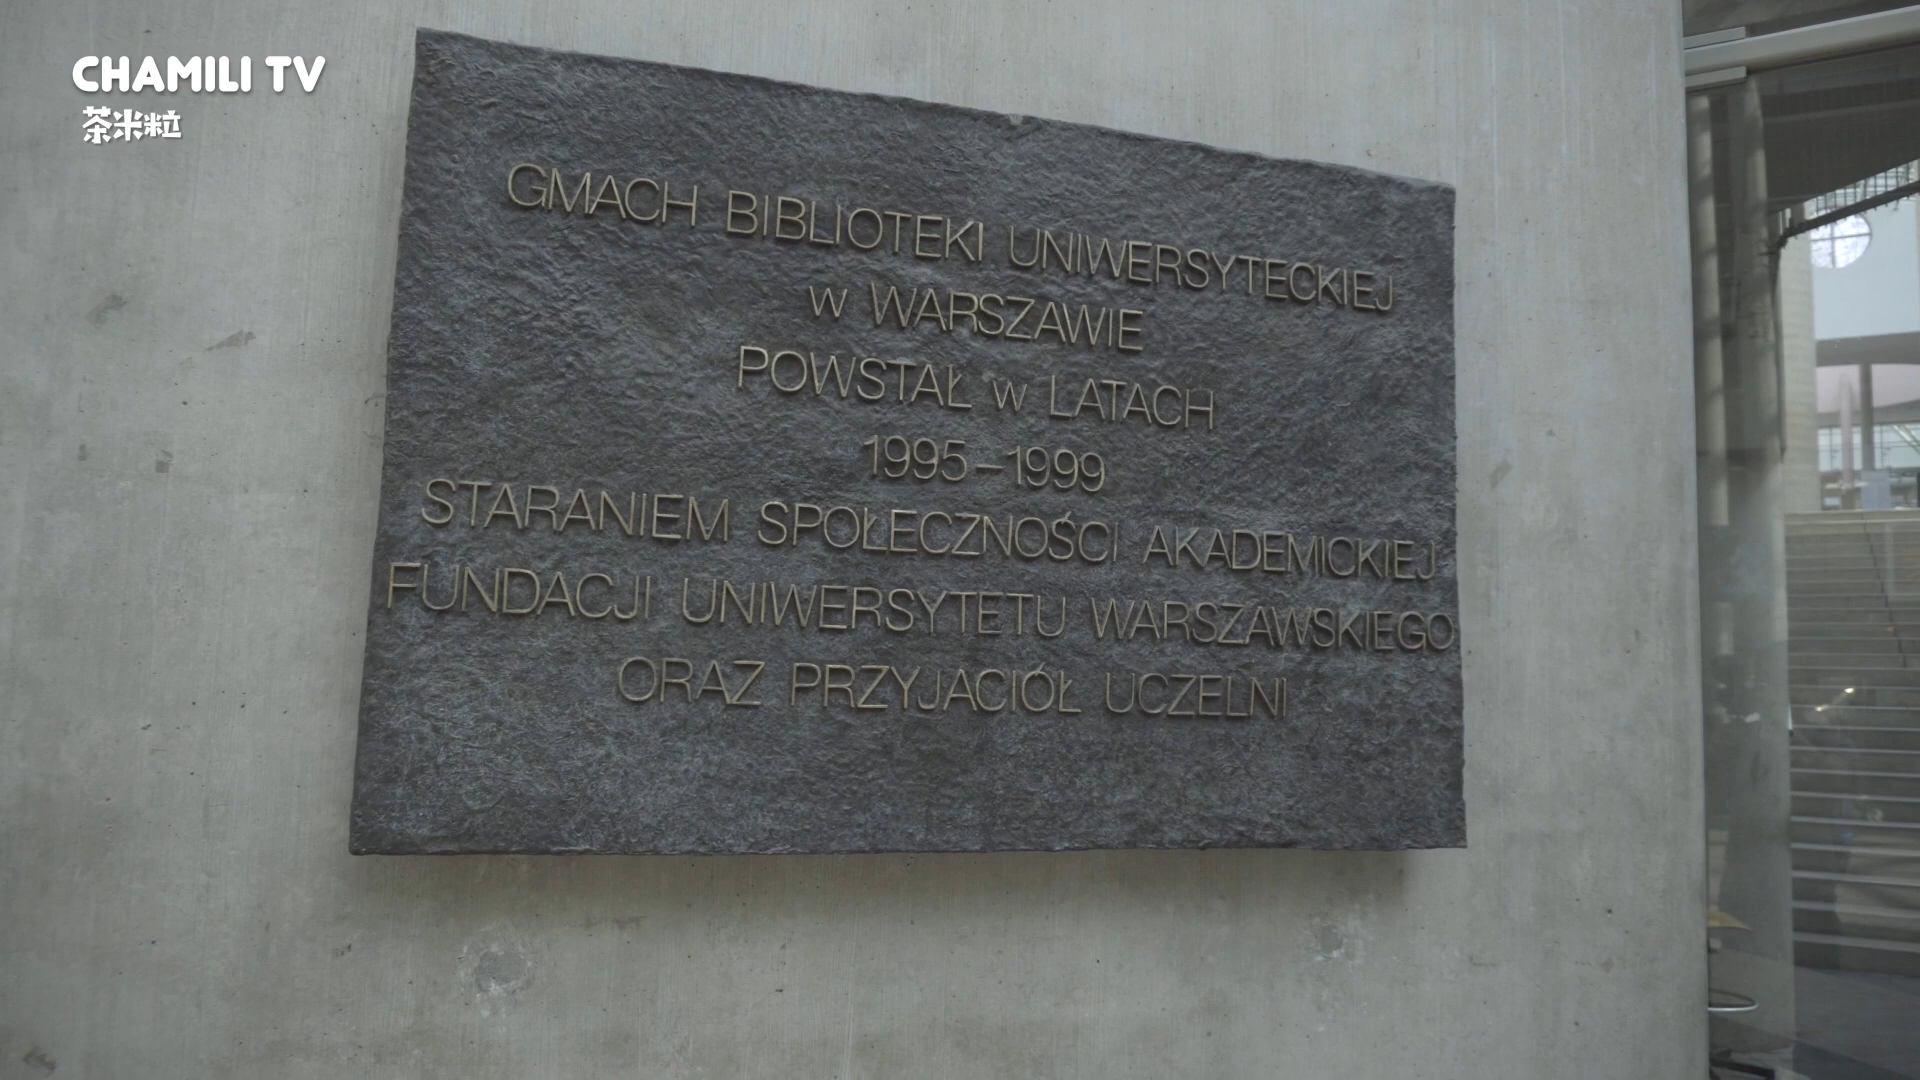 CHAMILI TV
茶米粒
GMACH BIBLIOTEKI UNIWERSYTECKIEJ
w WARSZAWIE
POWSTAŁ w LATACH
1995-1999
STARANIEM SPOŁECZNOŚCI AKADEMICKIEJ
FUNDACJI UNIWERSYTETU WARSZAWSKIEGO
ORAZ PRZYJACIÓŁ UCZELNI